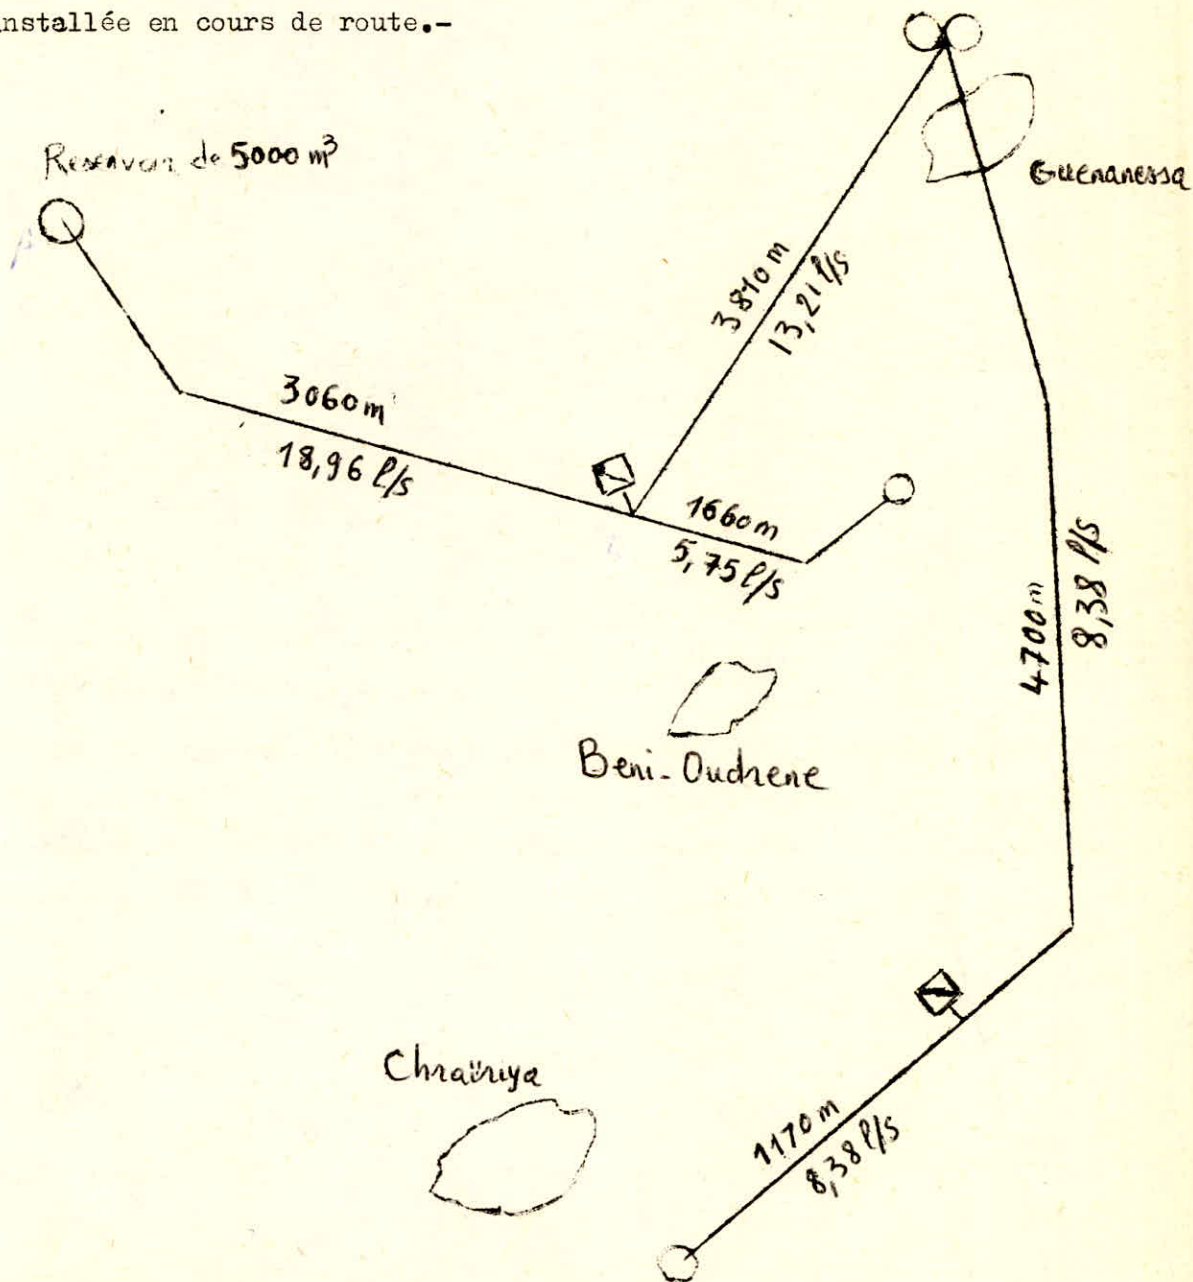 installée en cours de route.-
Reservoir de 5000 m³
Guenanessa
3810 m
13,21 l/s
3060m
18,96 l/s
1660m
5,75 l/s
4700m
8,38 l/s
Beni-Oudrene
Chraïriya
1170m
8,38 l/s